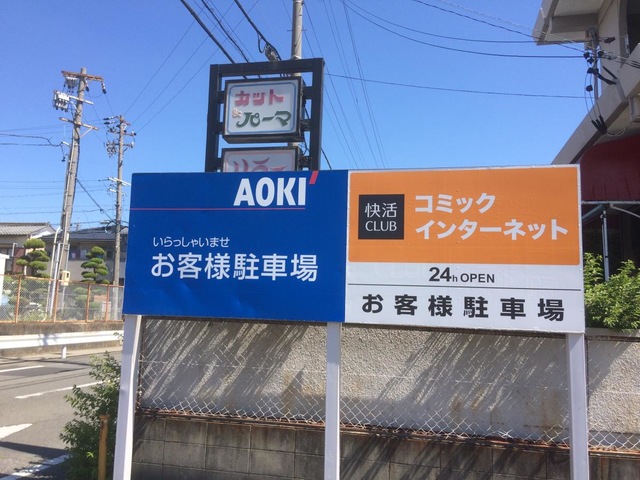 カット
&パーマ
AOKI
いらっしゃいませ
お客様駐車場
快活
CLUB
コミック
インターネット
24h OPEN
お客様駐車場